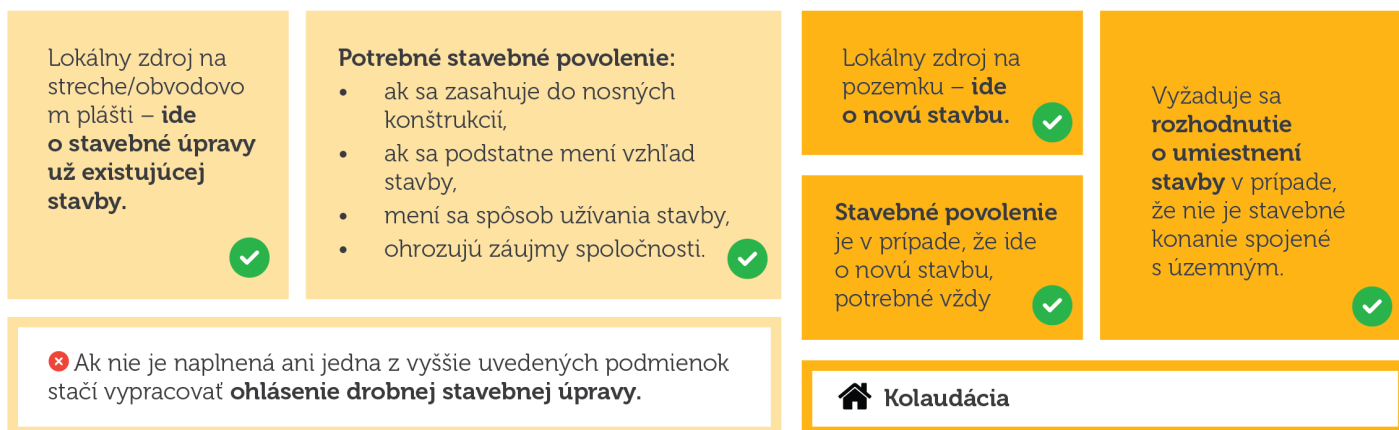 Lokálny zdroj na
streche/obvodovo
m plášti – ide
o stavebné úpravy
už existujúcej
stavby.
Potrebné stavebné povolenie:
• ak sa zasahuje do nosných
konštrukcií,
• ak sa podstatne mení vzhľad
stavby,
• mení sa spôsob užívania stavby,
• ohrozujú záujmy spoločnosti.
Ak nie je naplnená ani jedna z vyššie uvedených podmienok
stačí vypracovať ohlásenie drobnej stavebnej úpravy.
Lokálny zdroj na
pozemku – ide
o novú stavbu.
Stavebné povolenie
je v prípade, že ide
o novú stavbu,
potrebné vždy
Vyžaduje sa
rozhodnutie
o umiestnení
stavby v prípade,
že nie je stavebné
konanie spojené
s územným.
Kolaudácia